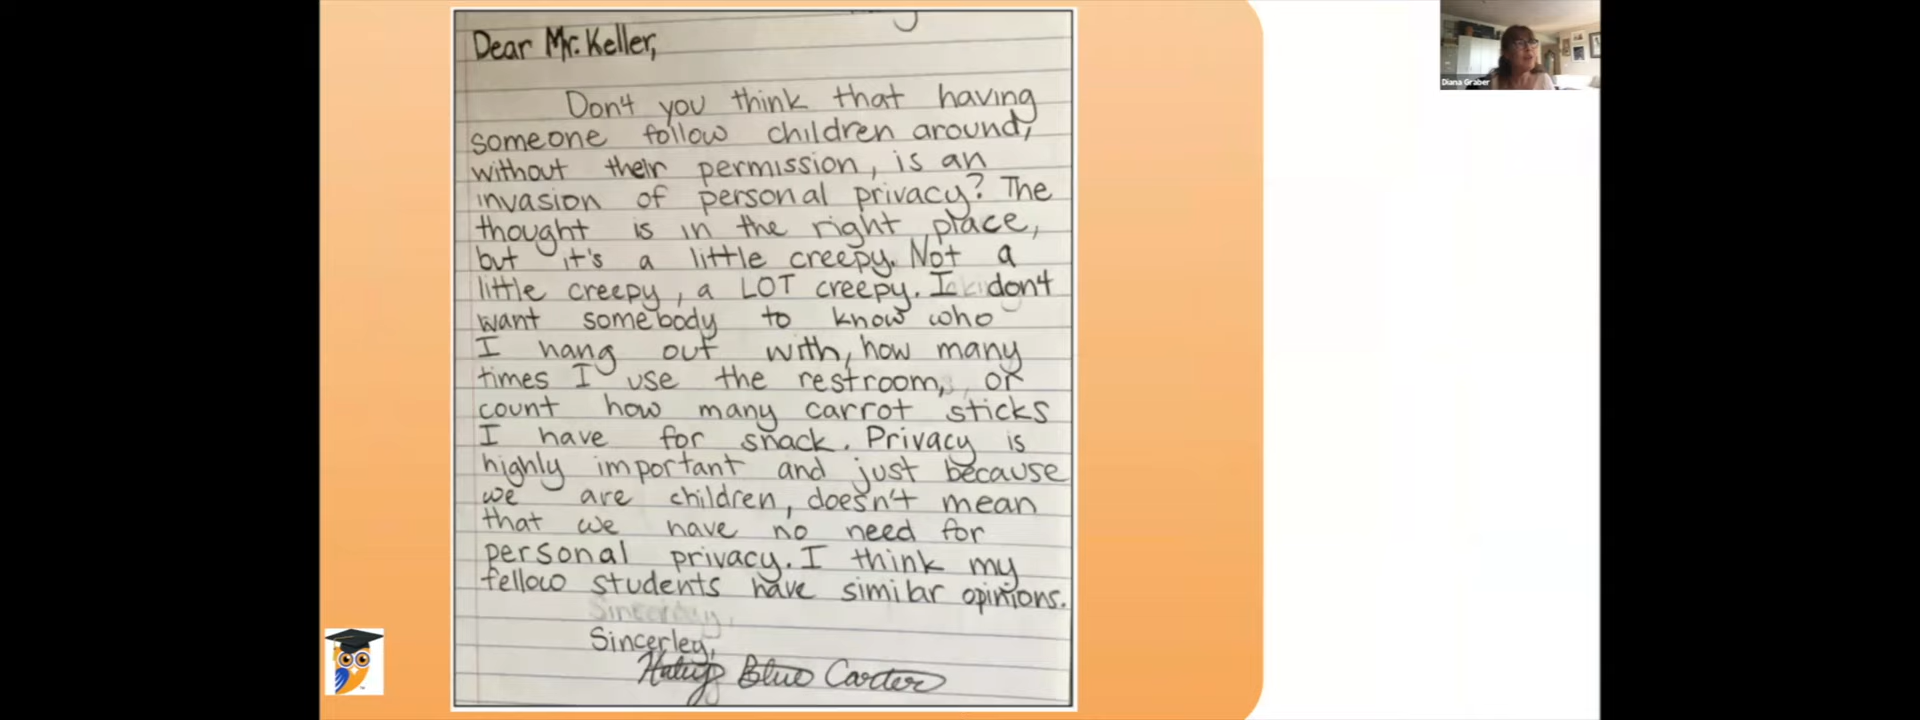 Dear Mr. Keller,
Don't you think that having
someone follow children around,
without their permission, is an
invasion of personal privacy? The
thought is in the right place,
but it's a little creepy. Not a
little creepy, a LOT creepy. I don't
want somebody to know who
I hang out with, how many
times I use the restroom, or
count how many carrot sticks
I have for snack. Privacy is
highly important and just because
we are children, doesn't mean
that we have no need for
personal privacy. I think my
fellow students have similar opinions.
Sincerley,
Blue Carter
Diana Graber